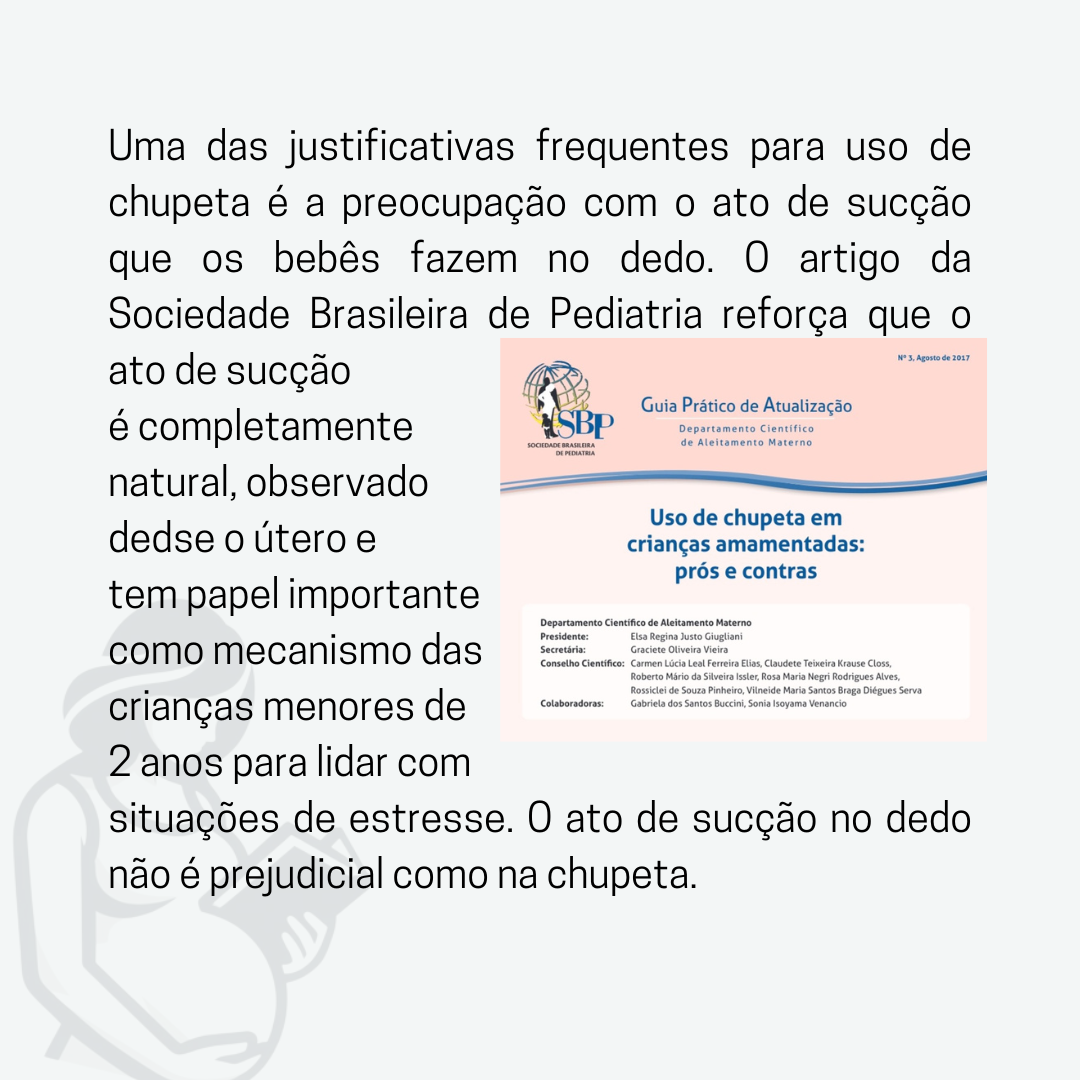 Uma das justificativas frequentes para uso de
chupeta é a preocupação com o ato de sucção
que os bebês fazem no dedo. O artigo da
Sociedade Brasileira de Pediatria reforça que o
ato de sucção
é completamente
natural, observado
dedse o útero e
tem papel importante
como mecanismo das
crianças menores de
2 anos para lidar com
situações de estresse. O ato de sucção no dedo
não é prejudicial como na chupeta.
Nº 3, Agosto de 2017
SBP
SOCIEDADE BRASILEIRA
DE PEDIATRIA
Guia Prático de Atualização
Departamento Científico
de Aleitamento Materno
Uso de chupeta em
crianças amamentadas:
prós e contras
Departamento Científico de Aleitamento Materno
Presidente: Elsa Regina Justo Giugliani
Secretária: Graciete Oliveira Vieira
Conselho Científico: Carmen Lúcia Leal Ferreira Elias, Claudete Teixeira Krause Closs,
Roberto Mário da Silveira Issler, Rosa Maria Negri Rodrigues Alves,
Rossiclei de Souza Pinheiro, Vilneide Maria Santos Braga Diégues Serva
Colaboradoras: Gabriela dos Santos Buccini, Sonia Isoyama Venancio